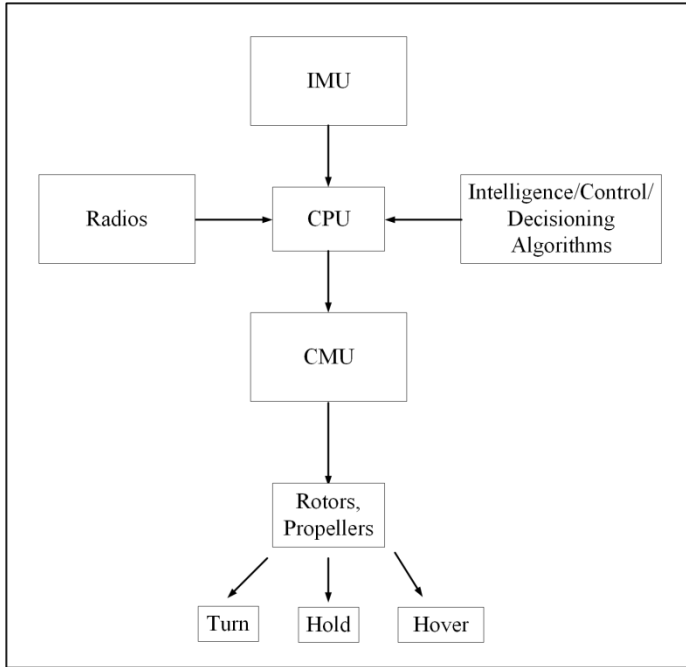 IMU
Radios
CPU
Intelligence/Control/
Decisioning
Algorithms
CMU
Rotors,
Propellers
Turn
Hold
Hover